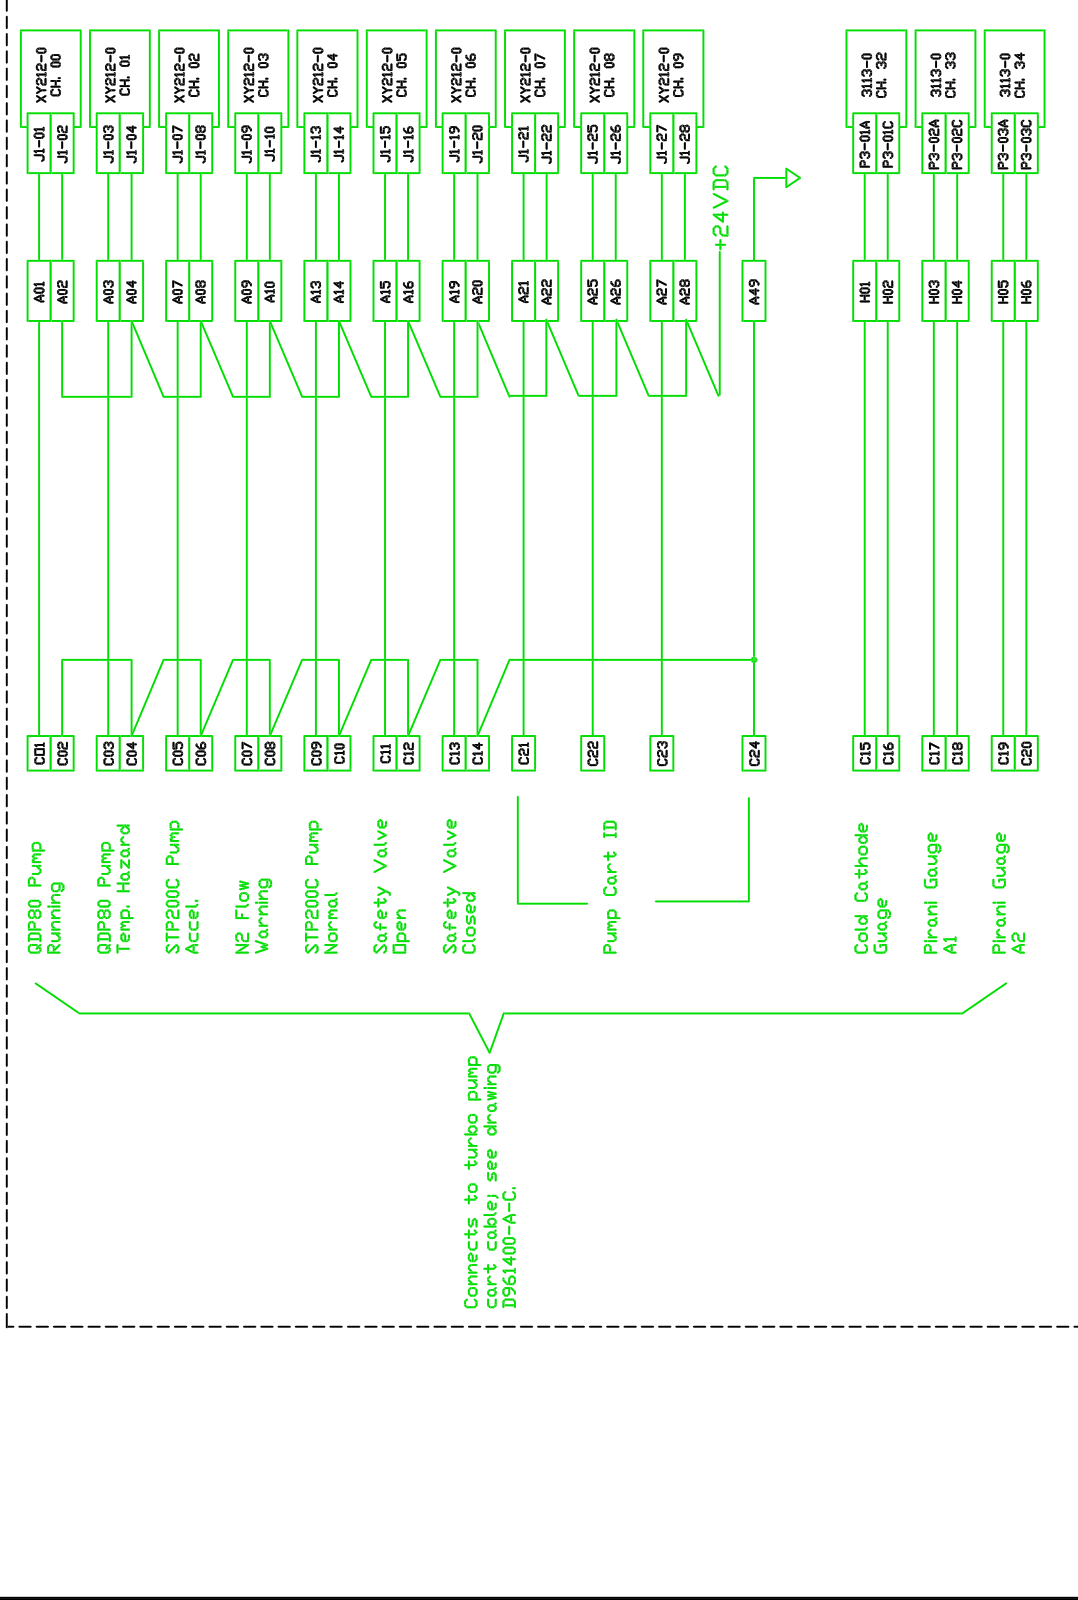 XY212-0
CH. 00
XY212-0
CH. 01
XY212-0
CH. 02
XY212-0
CH. 03
XY212-0
CH. 04
XY212-0
CH. 05
XY212-0
CH. 06
XY212-0
CH. 07
XY212-0
CH. 08
XY212-0
CH. 09
3113-0
CH. 32
3113-0
CH. 33
3113-0
CH. 34
J1-01
J1-02
J1-03
J1-04
J1-07
J1-08
J1-09
J1-10
J1-13
J1-14
J1-15
J1-16
J1-19
J1-20
J1-21
J1-22
J1-25
J1-26
J1-27
J1-28
P3-01A
P3-01C
P3-02A
P3-02C
P3-03A
P3-03C
+24VDC
A01
A02
A03
A04
A07
A08
A09
A10
A13
A14
A15
A16
A19
A20
A21
A22
A25
A26
A27
A28
A49
H01
H02
H03
H04
H05
H06
C01
C02
C03
C04
C05
C06
C07
C08
C09
C10
C11
C12
C13
C14
C21
C22
C23
C24
C15
C16
C17
C18
C19
C20
QDP80 Pump
Running
QDP80 Pump
Temp. Hazard
STP200C Pump
Accel.
N2 Flow
Warning
STP200C Pump
Normal
Safety Valve
Open
Safety Valve
Closed
Pump Cart ID
Cold Cathode
Guage
Pirani Gauge
A1
Pirani Guage
A2
Connects to turbo pump
cart cable; see drawing
D961400-A-C.